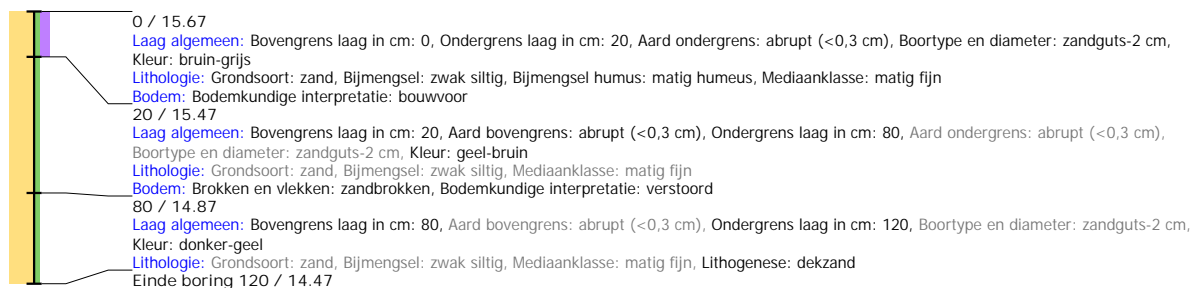 0 / 15.67
Laag algemeen: Bovengrens laag in cm: 0, Ondergrens laag in cm: 20, Aard ondergrens: abrupt (<0,3 cm), Boortype en diameter: zandguts-2 cm,
Kleur: bruin-grijs
Lithologie: Grondsoort: zand, Bijmengsel: zwak siltig, Bijmengsel humus: matig humeus, Mediaanklasse: matig fijn
Bodem: Bodemkundige interpretatie: bouwvoor
20 / 15.47
Laag algemeen: Bovengrens laag in cm: 20, Aard bovengrens: abrupt (<0,3 cm), Ondergrens laag in cm: 80, Aard ondergrens: abrupt (<0,3 cm),
Boortype en diameter: zandguts-2 cm, Kleur: geel-bruin
Lithologie: Grondsoort: zand, Bijmengsel: zwak siltig, Mediaanklasse: matig fijn
Bodem: Brokken en vlekken: zandbrokken, Bodemkundige interpretatie: verstoord
80 / 14.87
Laag algemeen: Bovengrens laag in cm: 80, Aard bovengrens: abrupt (<0,3 cm), Ondergrens laag in cm: 120, Boortype en diameter: zandguts-2 cm,
Kleur: donker-geel
Lithologie: Grondsoort: zand, Bijmengsel: zwak siltig, Mediaanklasse: matig fijn, Lithogenese: dekzand
Einde boring 120 / 14.47